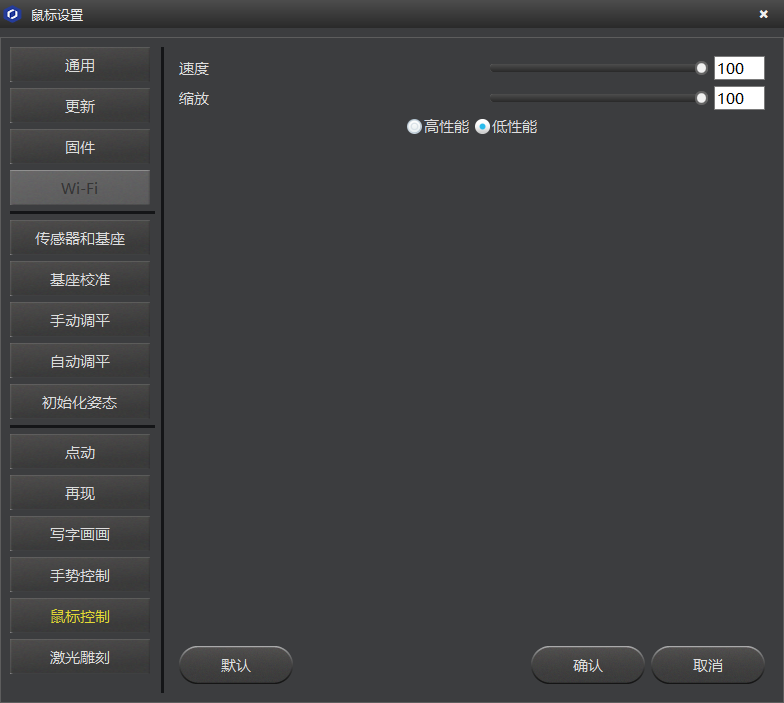 鼠标设置
通用
更新
固件
Wi-Fi
传感器和基座
基座校准
手动调平
自动调平
初始化姿态
点动
再现
写字画画
手势控制
鼠标控制
激光雕刻
速度 100
缩放 100
高性能 低性能
默认 确认 取消